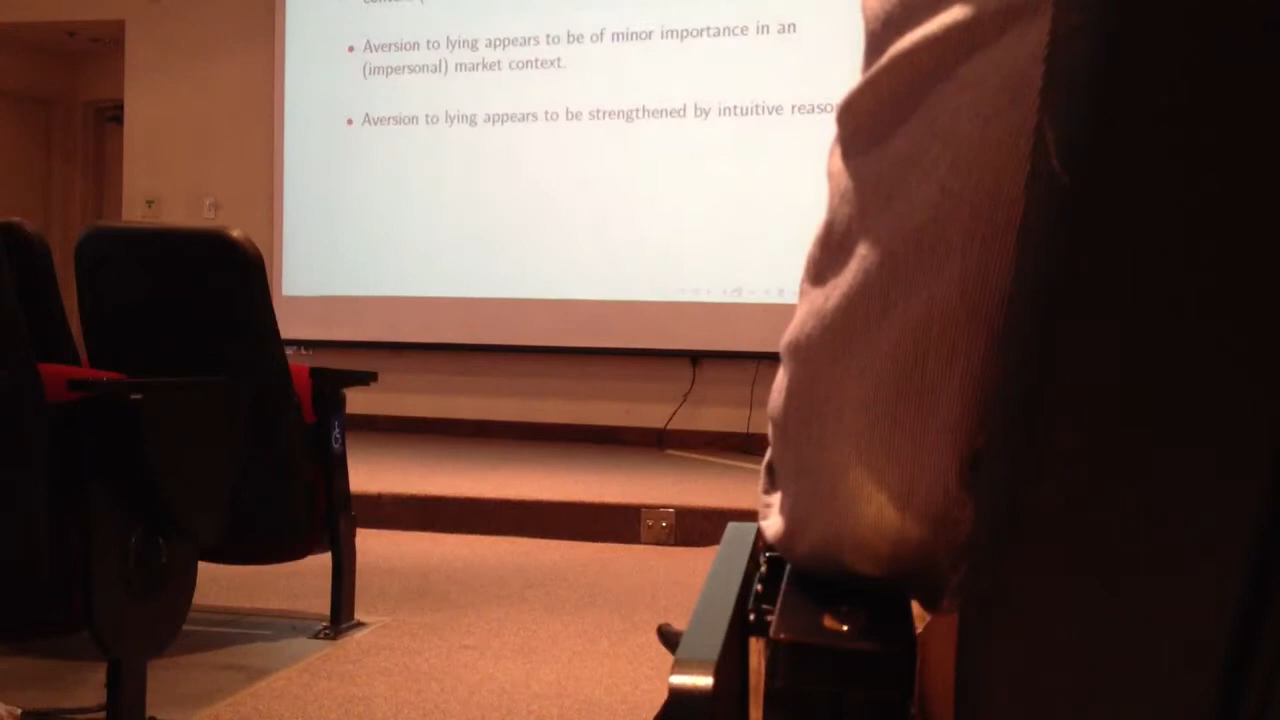 • Aversion to lying appears to be of minor importance in an
(impersonal) market context.
• Aversion to lying appears to be strengthened by intuitive